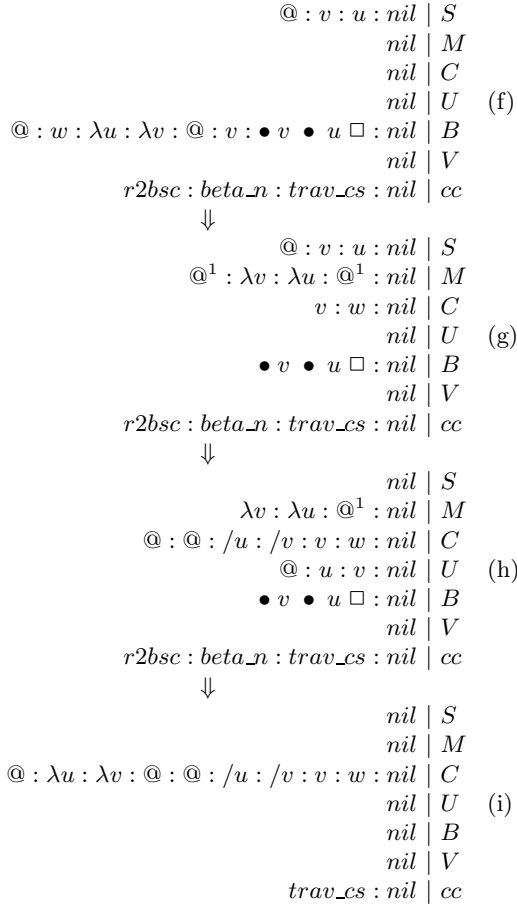 @ : v : u : nil | S
nil | M
nil | C
nil | U (f)
@ : w : λu : λv : @ : v : • v • u □ : nil | B
nil | V
r2bsc : beta_n : trav_cs : nil | cc
⇓
@ : v : u : nil | S
@¹ : λv : λu : @¹ : nil | M
v : w : nil | C
nil | U (g)
• v • u □ : nil | B
nil | V
r2bsc : beta_n : trav_cs : nil | cc
⇓
nil | S
λv : λu : @¹ : nil | M
@ : @ : /u : /v : v : w : nil | C
@ : u : v : nil | U (h)
• v • u □ : nil | B
nil | V
r2bsc : beta_n : trav_cs : nil | cc
⇓
nil | S
nil | M
@ : λu : λv : @ : @ : /u : /v : v : w : nil | C
nil | U (i)
nil | B
nil | V
trav_cs : nil | cc